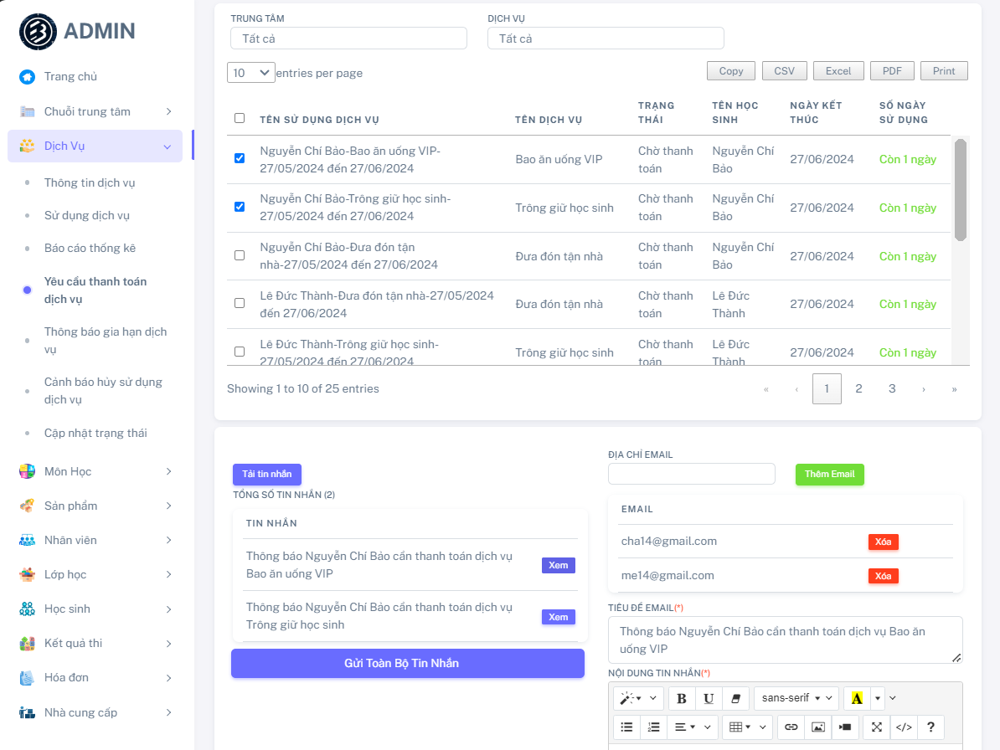 ADMIN
Trang chủ
Chuỗi trung tâm
Dịch Vụ
Thông tin dịch vụ
Sử dụng dịch vụ
Báo cáo thống kê
Yêu cầu thanh toán
dịch vụ
Thông báo gia hạn dịch
vụ
Cảnh báo hủy sử dụng
dịch vụ
Cập nhật trạng thái
Môn Học
Sản phẩm
Nhân viên
Lớp học
Học sinh
Kết quả thi
Hóa đơn
Nhà cung cấp
TRUNG TÂM
DỊCH VỤ
Tất cả
Tất cả
10 entries per page
Copy CSV Excel PDF Print
TÊN SỬ DỤNG DỊCH VỤ TÊN DỊCH VỤ TRẠNG THÁI TÊN HỌC SINH NGÀY KẾT THÚC SỐ NGÀY SỬ DỤNG
Nguyễn Chí Bảo-Bao ăn uống VIP- Bao ăn uống VIP Chờ thanh Nguyễn Chí 27/06/2024 Còn 1 ngày
27/05/2024 đến 27/06/2024 toán Bảo
Nguyễn Chí Bảo-Trông giữ học sinh- Trông giữ học sinh Chờ thanh Nguyễn Chí 27/06/2024 Còn 1 ngày
27/05/2024 đến 27/06/2024 toán Bảo
Nguyễn Chí Bảo-Đưa đón tận Đưa đón tận nhà Chờ thanh Nguyễn Chí 27/06/2024 Còn 1 ngày
nhà-27/05/2024 đến 27/06/2024 toán Bảo
Lê Đức Thành-Đưa đón tận nhà-27/05/2024 Đưa đón tận nhà Chờ thanh Lê Đức 27/06/2024 Còn 1 ngày
đến 27/06/2024 toán Thành
Lê Đức Thành-Trông giữ học sinh- Trông giữ học sinh Chờ thanh Lê Đức 27/06/2024 Còn 1 ngày
27/05/2024 đến 27/06/2024 toán Thành
Showing 1 to 10 of 25 entries
« ‹ 1 2 3 › »
Tải tin nhắn
TỔNG SỐ TIN NHẮN (2)
TIN NHẮN
Thông báo Nguyễn Chí Bảo cần thanh toán dịch vụ
Bao ăn uống VIP
Xem
Thông báo Nguyễn Chí Bảo cần thanh toán dịch vụ
Trông giữ học sinh
Xem
Gửi Toàn Bộ Tin Nhắn
ĐỊA CHỈ EMAIL
Thêm Email
EMAIL
cha14@gmail.com Xóa
me14@gmail.com Xóa
TIÊU ĐỀ EMAIL(*)
Thông báo Nguyễn Chí Bảo cần thanh toán dịch vụ Bao ăn
uống VIP
NỘI DUNG TIN NHẮN(*)
B U sans-serif A
</> ?